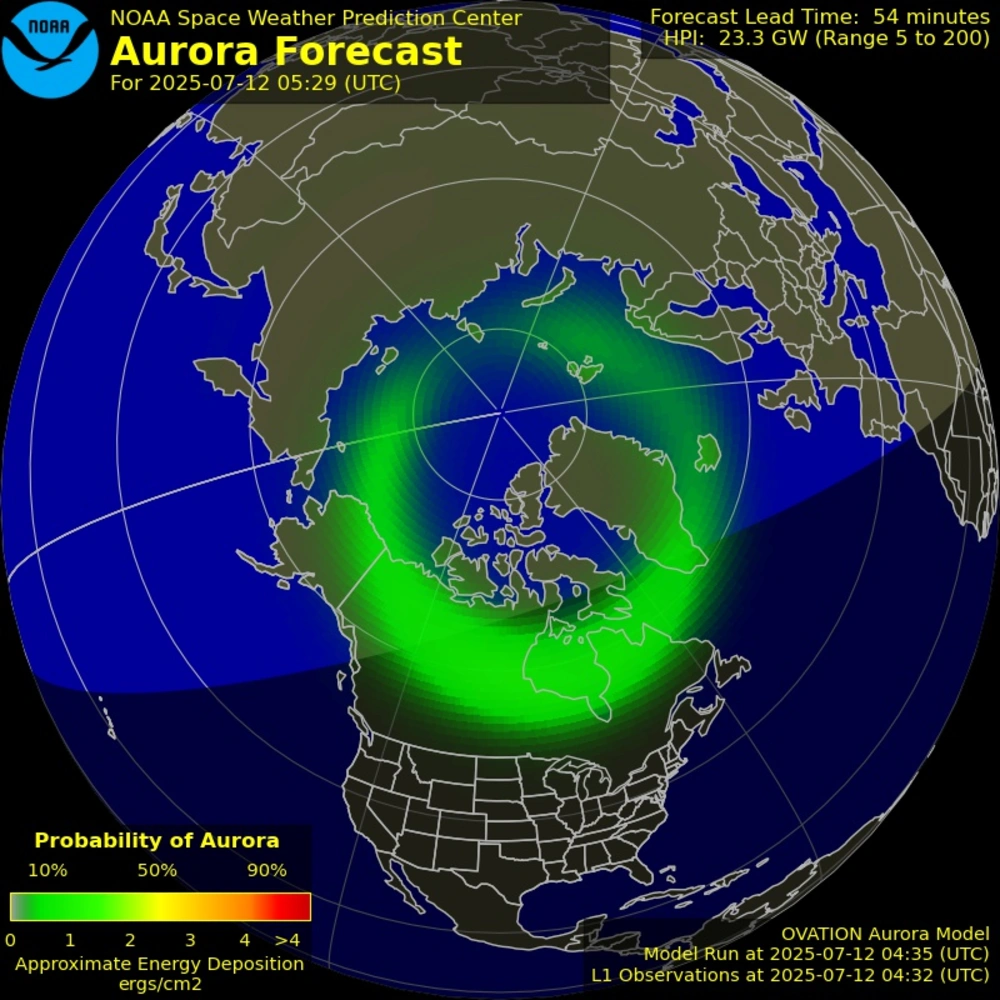 NOAA
NOAA Space Weather Prediction Center
Aurora Forecast
For 2025-07-12 05:29 (UTC)
Forecast Lead Time: 54 minutes
HPI: 23.3 GW (Range 5 to 200)
Probability of Aurora
10% 50% 90%
0 1 2 3 4 >4
Approximate Energy Deposition
ergs/cm2
OVATION Aurora Model
Model Run at 2025-07-12 04:35 (UTC)
L1 Observations at 2025-07-12 04:32 (UTC)